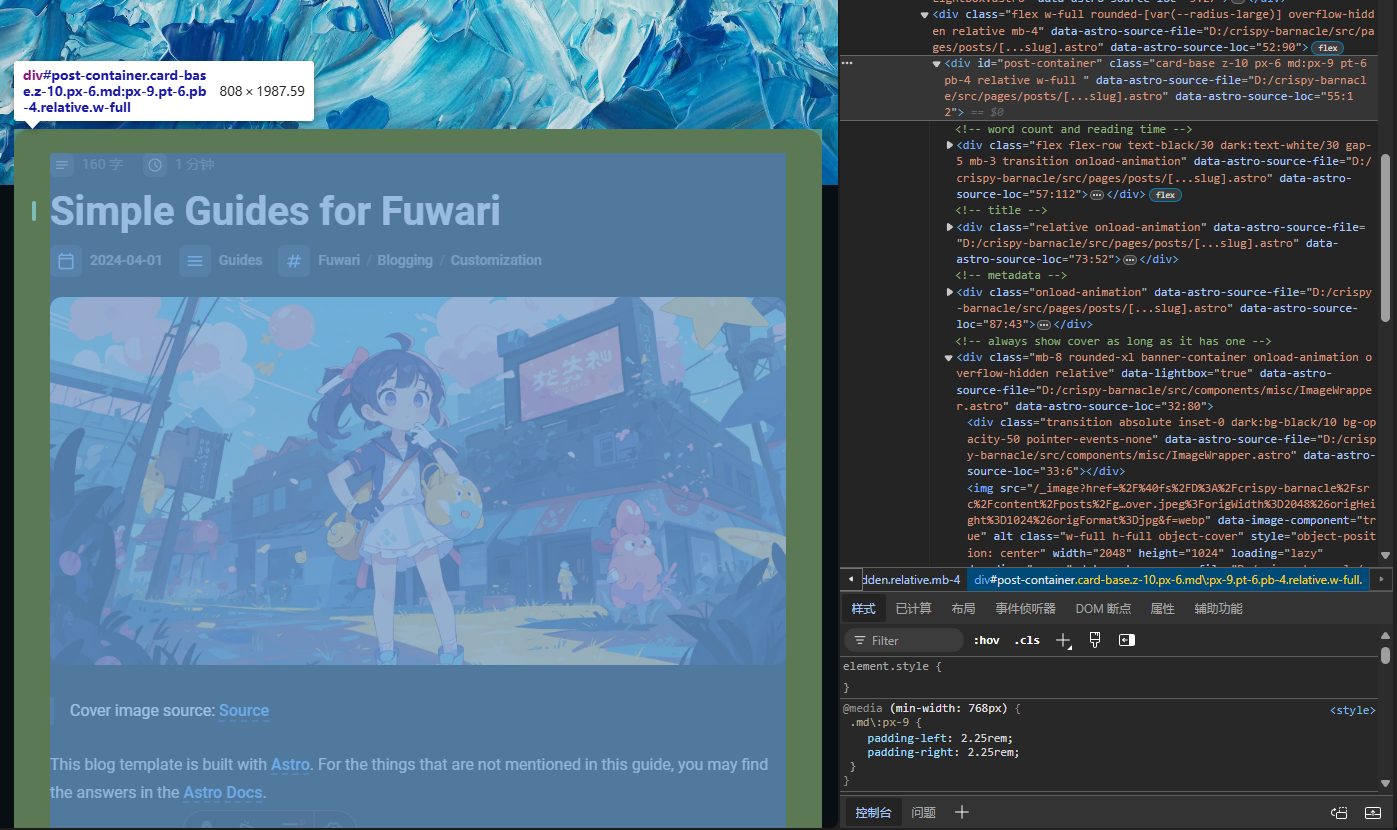 div#post-container.card-bas
e.z-10.px-6.md:px-9.pt-6.pb
-4.relative.w-full
808 × 1987.59
160 字
1 分钟
Simple Guides for Fuwari
2024-04-01
Guides
#
Fuwari / Blogging / Customization
Cover image source: Source
This blog template is built with Astro. For the things that are not mentioned in this guide, you may find
the answers in the Astro Docs.
<div class="flex w-full rounded-[var(--radius-large)] overflow-hidd
en relative mb-4" data-astro-source-file="D:/crispy-barnacle/src/pa
ges/posts/[...slug].astro" data-astro-source-loc="52:90"> flex
<div id="post-container" class="card-base z-10 px-6 md:px-9 pt-6
pb-4 relative w-full " data-astro-source-file="D:/crispy-barnacl
e/src/pages/posts/[...slug].astro" data-astro-source-loc="55:1
2"> == $0
<!-- word count and reading time -->
<div class="flex flex-row text-black/30 dark:text-white/30 gap-
5 mb-3 transition onload-animation" data-astro-source-file="D:/
crispy-barnacle/src/pages/posts/[...slug].astro" data-astro-
source-loc="57:112"> ⋯ </div> flex
<!-- title -->
<div class="relative onload-animation" data-astro-source-file=
"D:/crispy-barnacle/src/pages/posts/[...slug].astro" data-
astro-source-loc="73:52"> ⋯ </div>
<!-- metadata -->
<div class="onload-animation" data-astro-source-file="D:/crispy
-barnacle/src/pages/posts/[...slug].astro" data-astro-source-
loc="87:43"> ⋯ </div>
<!-- always show cover as long as it has one -->
<div class="mb-8 rounded-xl banner-container onload-animation o
verflow-hidden relative" data-lightbox="true" data-astro-
source-file="D:/crispy-barnacle/src/components/misc/ImageWrappe
r.astro" data-astro-source-loc="32:80">
<div class="transition absolute inset-0 dark:bg-black/10 bg-op
acity-50 pointer-events-none" data-astro-source-file="D:/crisp
y-barnacle/src/components/misc/ImageWrapper.astro" data-astro-
source-loc="33:6"></div>
<img src="/_image?href=%2F%40fs%2FD%3A%2Fcrispy-barnacle%2Fsr
c%2Fcontent%2Fposts%2Fg…over.jpeg%3ForigWidth%3D2048%26origHei
ght%3D1024%26origFormat%3Djpg&f=webp" data-image-component="tr
ue" alt class="w-full h-full object-cover" style="object-posit
ion: center" width="2048" height="1024" loading="lazy"
dden.relative.mb-4
div#post-container.card-base.z-10.px-6.md\:px-9.pt-6.pb-4.relative.w-full.
样式 已计算 布局 事件侦听器 DOM 断点 属性 辅助功能
Filter
:hov .cls
element.style {
}
@media (min-width: 768px) {
<style>
.md\:px-9 {
padding-left: 2.25rem;
padding-right: 2.25rem;
}
}
控制台 问题